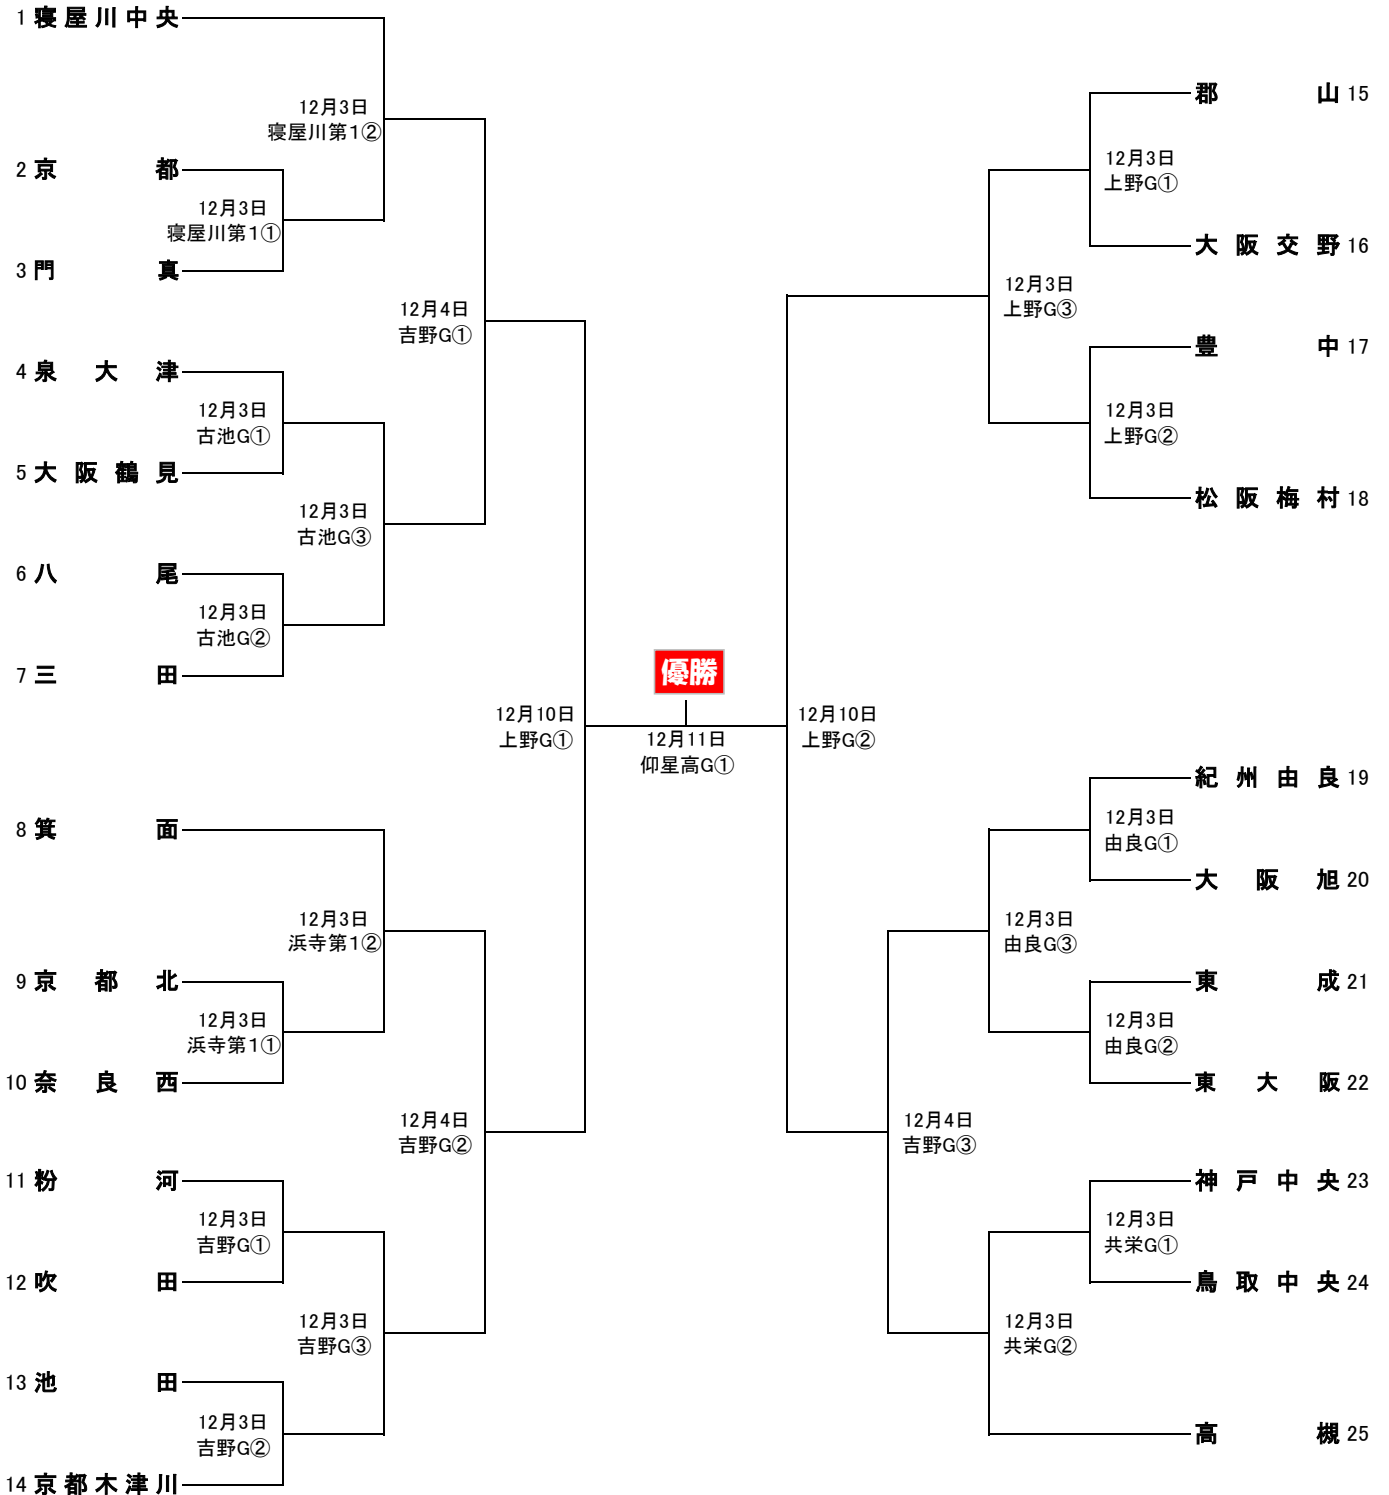 1 寝屋川中央
12月3日
寝屋川第1②
2 京都
12月3日
寝屋川第1①
3 門真
12月4日
吉野G①
4 泉大津
12月3日
古池G①
5 大阪鶴見
12月3日
古池G③
6 八尾
12月3日
古池G②
7 三田
12月10日
上野G①
8 箕面
12月3日
浜寺第1②
9 京都北
12月3日
浜寺第1①
10 奈良西
12月4日
吉野G②
11 粉河
12月3日
吉野G①
12 吹田
12月3日
吉野G③
13 池田
12月3日
吉野G②
14 京都木津川
優勝
12月11日
仰星高G①
郡山 15
12月3日
上野G①
大阪交野 16
12月3日
上野G③
豊中 17
12月3日
上野G②
松阪梅村 18
12月10日
上野G②
紀州由良 19
12月3日
由良G①
大阪旭 20
12月3日
由良G③
東成 21
12月3日
由良G②
東大阪 22
12月4日
吉野G③
神戸中央 23
12月3日
共栄G①
鳥取中央 24
12月3日
共栄G②
高槻 25